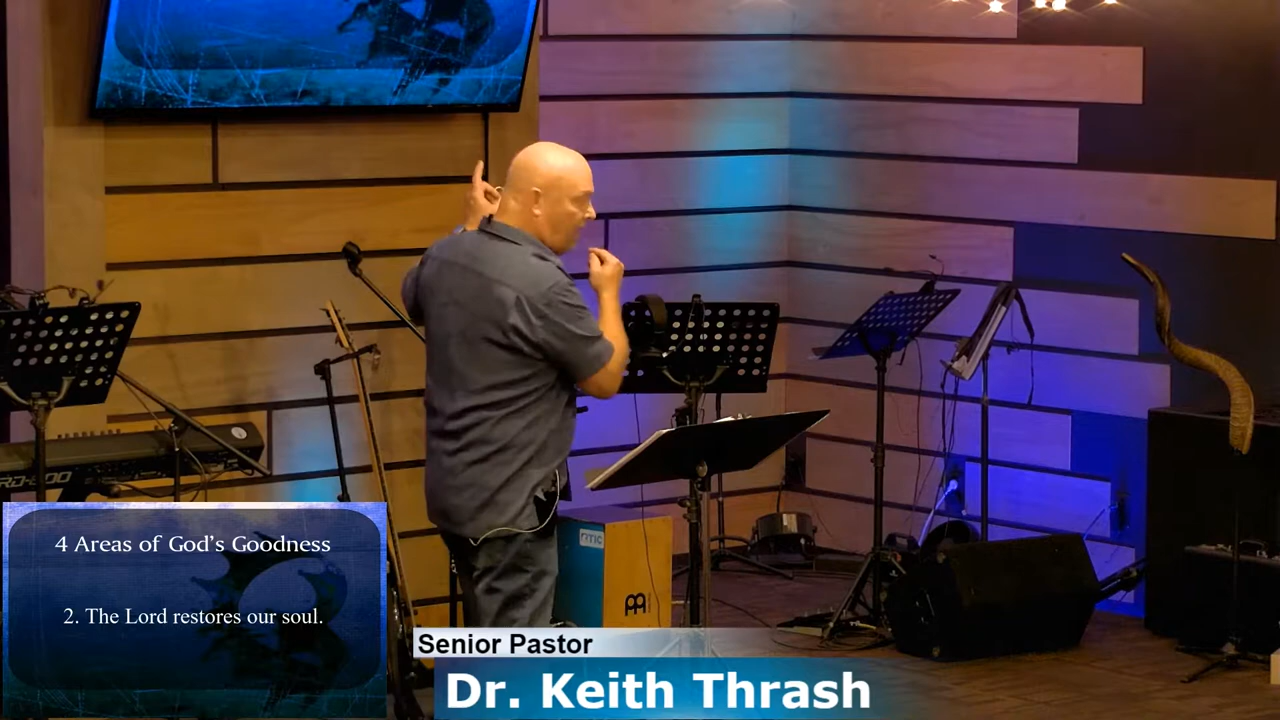 RD-800
4 Areas of God's Goodness
2. The Lord restores our soul.
Senior Pastor
Dr. Keith Thrash